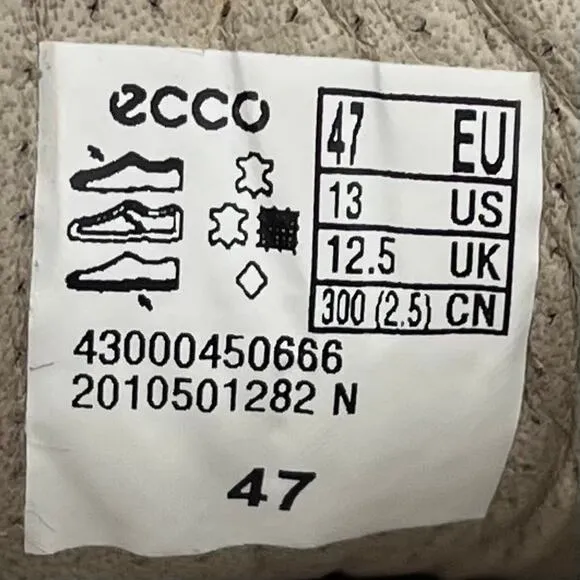 ecco
47 EU
13 US
12.5 UK
300 (2.5) CN
43000450666
2010501282 N
47